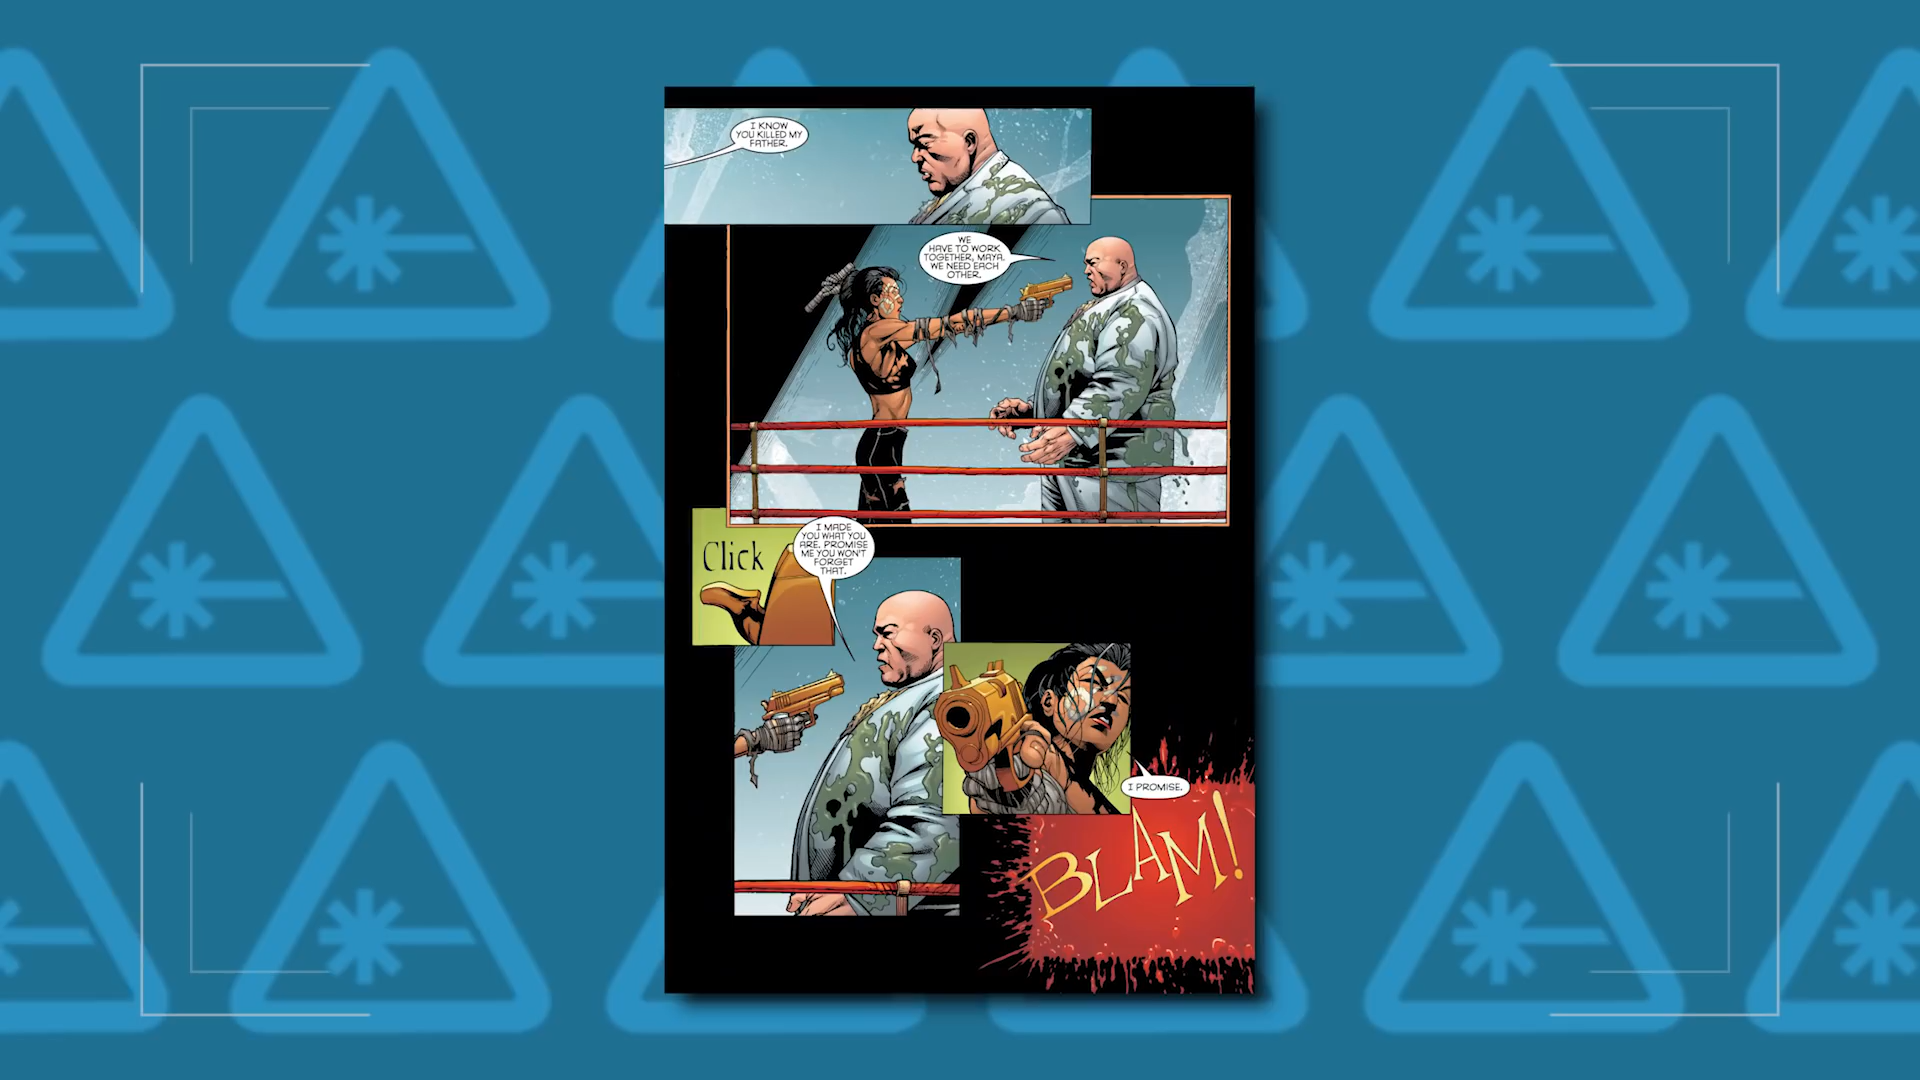 I KNOW
YOU KILLED MY
FATHER.
WE
HAVE TO WORK
TOGETHER, MAYA.
WE NEED EACH
OTHER.
Click
I MADE
YOU WHAT YOU
ARE. PROMISE
ME YOU WON'T
FORGET
THAT.
I PROMISE.
BLAM!